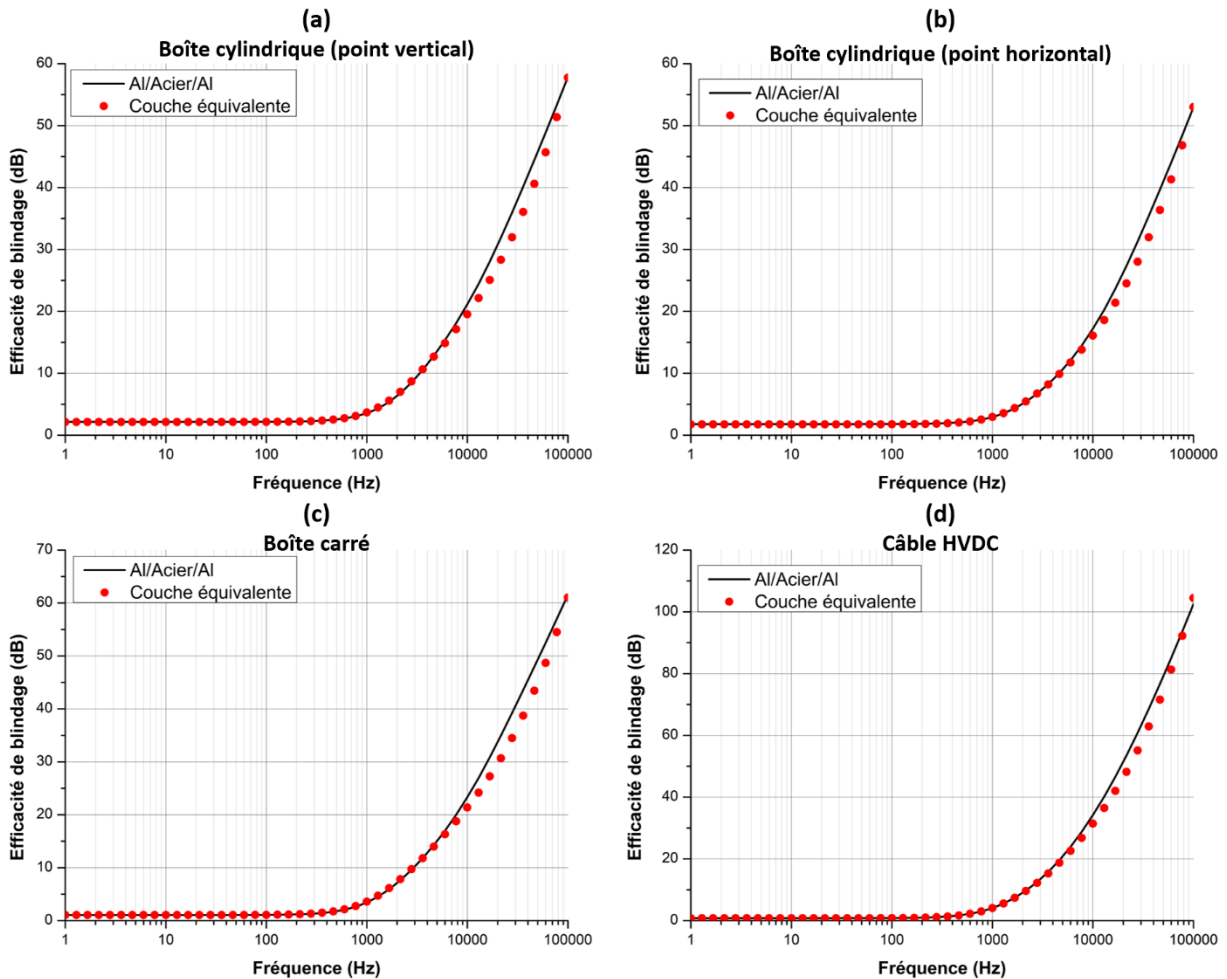 (a)
Boîte cylindrique (point vertical)
Al/Acier/Al
Couche équivalente
Efficacité de blindage (dB)
60
50
40
30
20
10
0
1 10 100 1000 10000 100000
Fréquence (Hz)
(b)
Boîte cylindrique (point horizontal)
Al/Acier/Al
Couche équivalente
Efficacité de blindage (dB)
60
50
40
30
20
10
0
1 10 100 1000 10000 100000
Fréquence (Hz)
(c)
Boîte carré
Al/Acier/Al
Couche équivalente
Efficacité de blindage (dB)
70
60
50
40
30
20
10
0
1 10 100 1000 10000 100000
Fréquence (Hz)
(d)
Câble HVDC
Al/Acier/Al
Couche équivalente
Efficacité de blindage (dB)
120
100
80
60
40
20
0
1 10 100 1000 10000 100000
Fréquence (Hz)